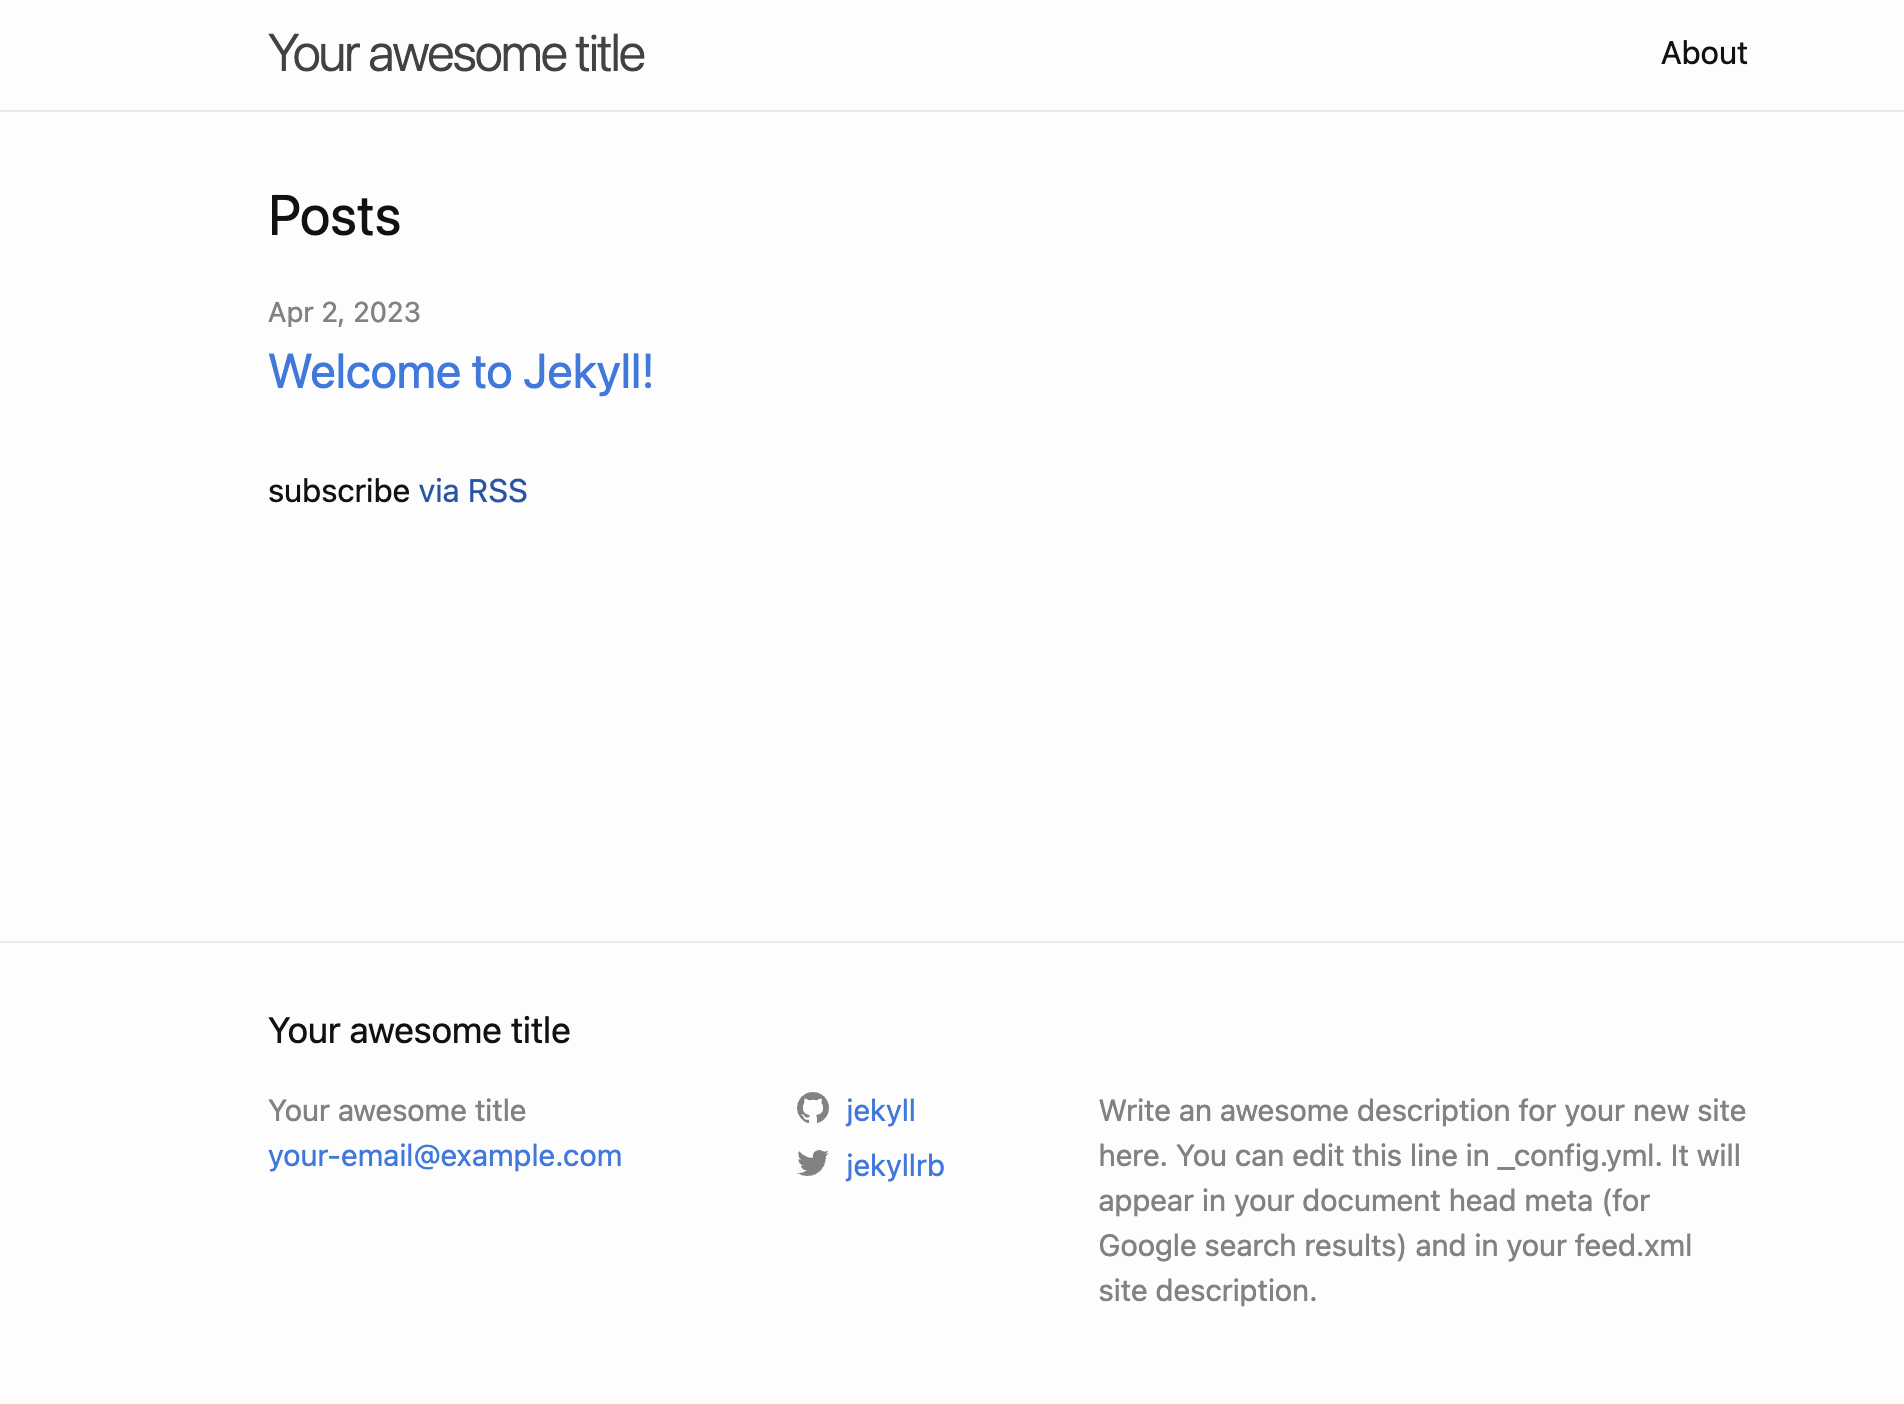 Your awesome title
About
Posts
Apr 2, 2023
Welcome to Jekyll!
subscribe via RSS
Your awesome title
Your awesome title
your-email@example.com
jekyll
jekyllrb
Write an awesome description for your new site
here. You can edit this line in _config.yml. It will
appear in your document head meta (for
Google search results) and in your feed.xml
site description.